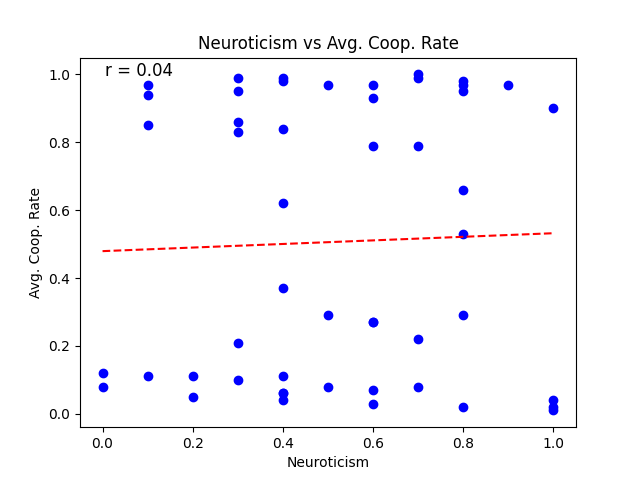 Neuroticism vs Avg. Coop. Rate
r = 0.04
Avg. Coop. Rate
1.0
0.8
0.6
0.4
0.2
0.0
0.0 0.2 0.4 0.6 0.8 1.0
Neuroticism